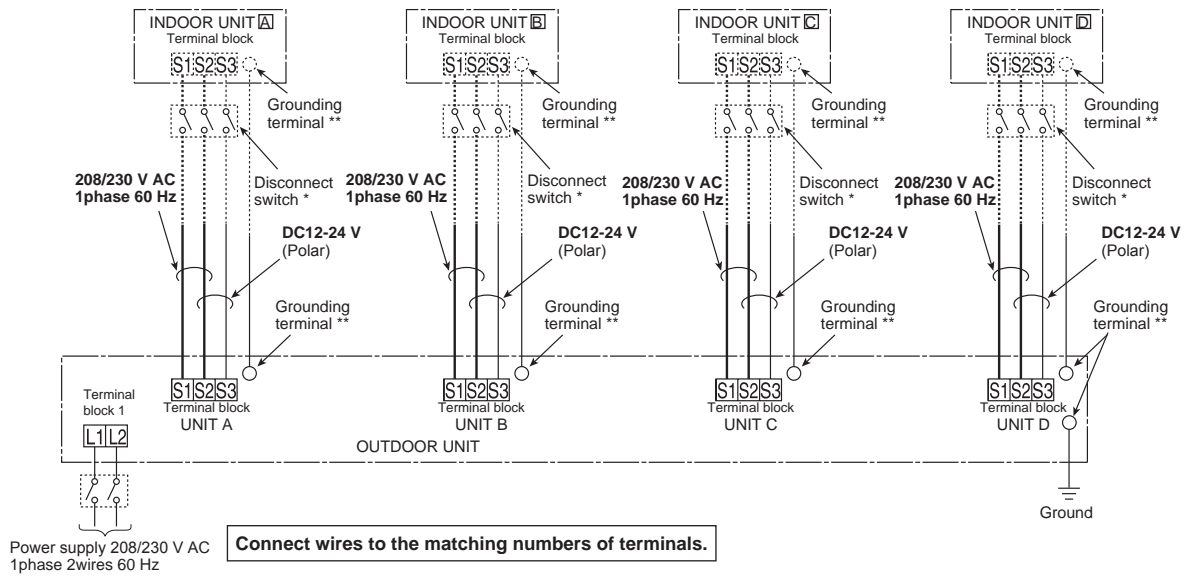 INDOOR UNIT A
Terminal block
S1 S2 S3
Grounding
terminal **
Disconnect
switch *
208/230 V AC
1phase 60 Hz
DC12-24 V
(Polar)
Grounding
terminal **
S1 S2 S3
Terminal block
UNIT A
INDOOR UNIT B
Terminal block
S1 S2 S3
Grounding
terminal **
Disconnect
switch *
208/230 V AC
1phase 60 Hz
DC12-24 V
(Polar)
Grounding
terminal **
S1 S2 S3
Terminal block
UNIT B
INDOOR UNIT C
Terminal block
S1 S2 S3
Grounding
terminal **
Disconnect
switch *
208/230 V AC
1phase 60 Hz
DC12-24 V
(Polar)
Grounding
terminal **
S1 S2 S3
Terminal block
UNIT C
INDOOR UNIT D
Terminal block
S1 S2 S3
Grounding
terminal **
Disconnect
switch *
208/230 V AC
1phase 60 Hz
DC12-24 V
(Polar)
Grounding
terminal **
S1 S2 S3
Terminal block
UNIT D
Terminal
block 1
L1 L2
OUTDOOR UNIT
Ground
Power supply 208/230 V AC
1phase 2wires 60 Hz
Connect wires to the matching numbers of terminals.